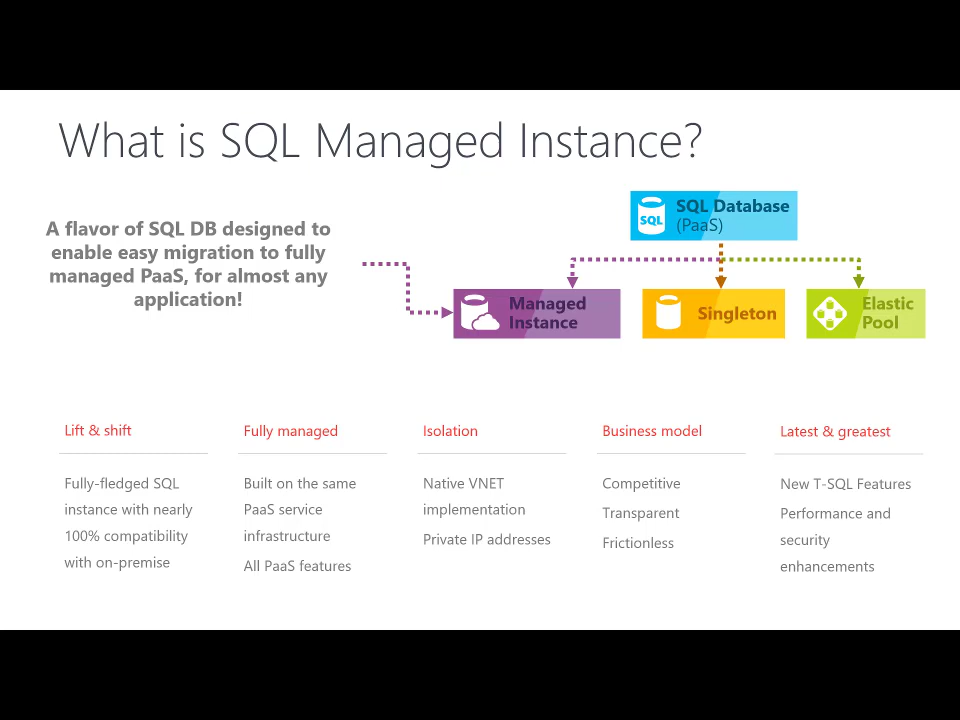 What is SQL Managed Instance?
A flavor of SQL DB designed to
enable easy migration to fully
managed PaaS, for almost any
application!
SQL
SQL Database
(PaaS)
Managed
Instance
Singleton
Elastic
Pool
Lift & shift
Fully-fledged SQL
instance with nearly
100% compatibility
with on-premise
Fully managed
Built on the same
PaaS service
infrastructure
All PaaS features
Isolation
Native VNET
implementation
Private IP addresses
Business model
Competitive
Transparent
Frictionless
Latest & greatest
New T-SQL Features
Performance and
security
enhancements